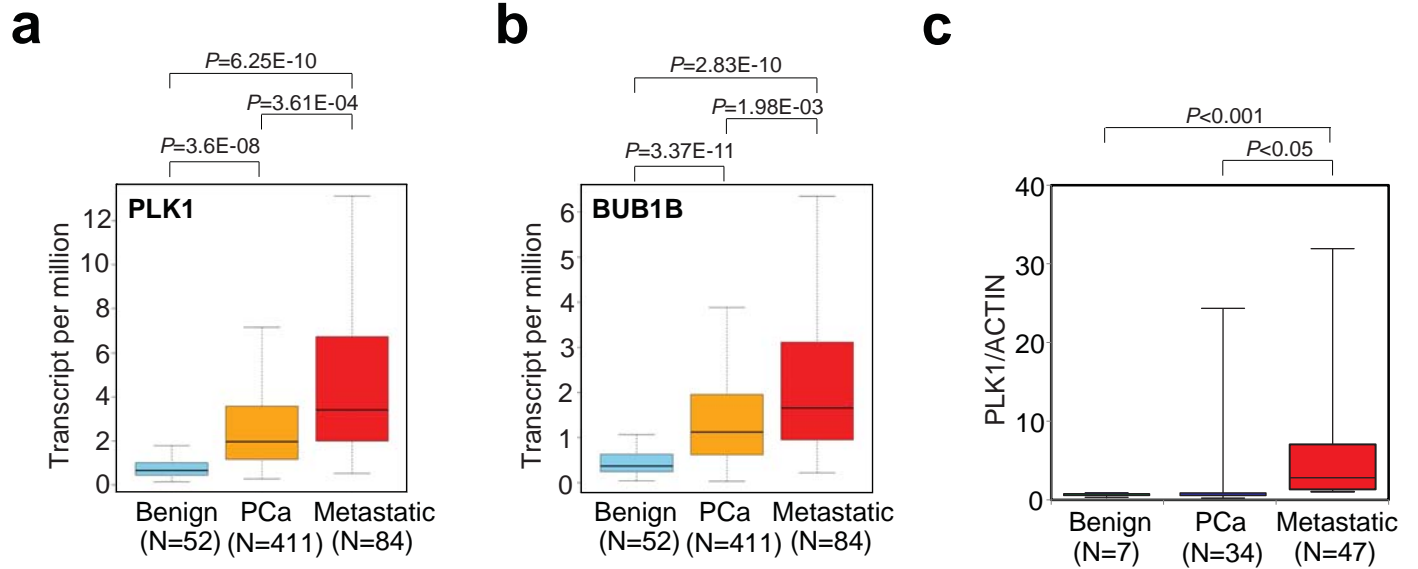 a
P=6.25E-10
P=3.61E-04
P=3.6E-08
PLK1
Transcript per million
12
10
8
6
4
2
0
Benign PCa Metastatic
(N=52) (N=411) (N=84)
b
P=2.83E-10
P=1.98E-03
P=3.37E-11
BUB1B
Transcript per million
6
5
4
3
2
1
0
Benign PCa Metastatic
(N=52) (N=411) (N=84)
c
P<0.001
P<0.05
PLK1/ACTIN
40
30
20
10
0
Benign PCa Metastatic
(N=7) (N=34) (N=47)